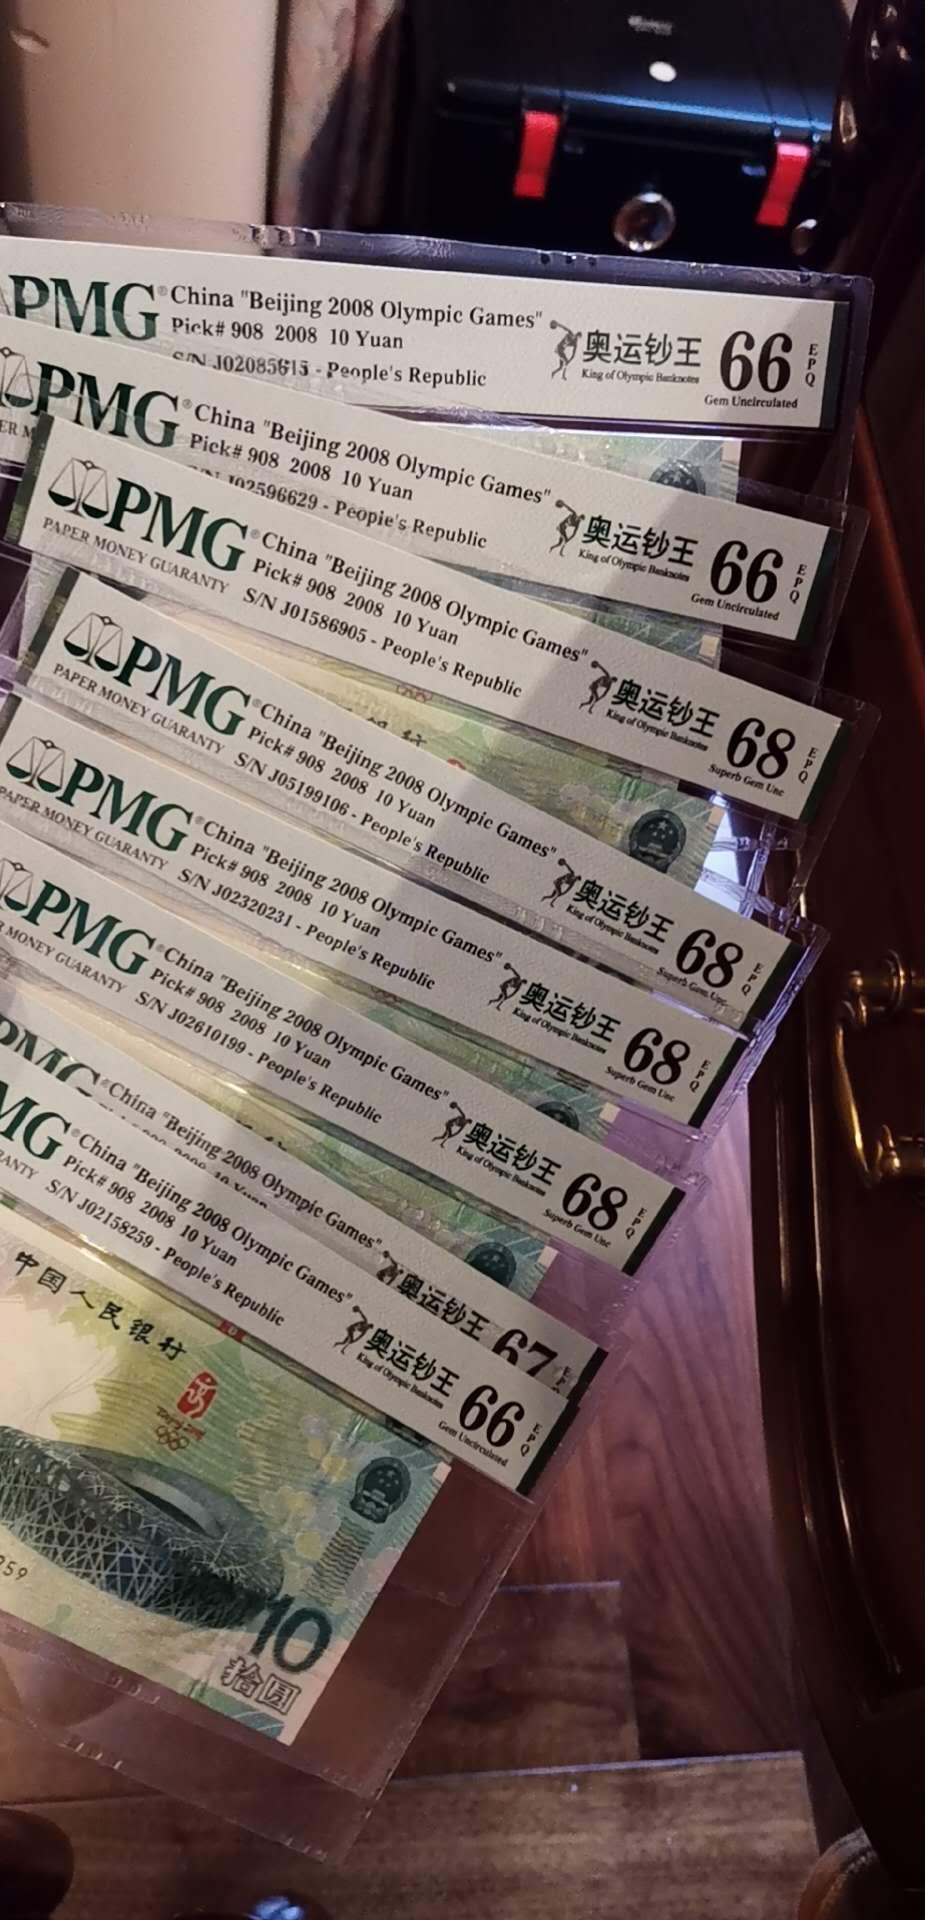 PMG® China "Beijing 2008 Olympic Games"
Pick# 908 2008 10 Yuan
S/N J02085615 - People's Republic
奥运钞王
King of Olympic Banknotes
66
EPQ
Gem Uncirculated
PMG® China "Beijing 2008 Olympic Games"
Pick# 908 2008 10 Yuan
S/N J02596629 - People's Republic
奥运钞王
King of Olympic Banknotes
66
EPQ
Gem Uncirculated
PMG® China "Beijing 2008 Olympic Games"
PAPER MONEY GUARANTY
Pick# 908 2008 10 Yuan
S/N J01586905 - People's Republic
奥运钞王
King of Olympic Banknotes
68
EPQ
Superb Gem Unc
PMG® China "Beijing 2008 Olympic Games"
PAPER MONEY GUARANTY
Pick# 908 2008 10 Yuan
S/N J05199106 - People's Republic
奥运钞王
King of Olympic Banknotes
68
EPQ
Superb Gem Unc
PMG® China "Beijing 2008 Olympic Games"
PAPER MONEY GUARANTY
Pick# 908 2008 10 Yuan
S/N J02320231 - People's Republic
奥运钞王
King of Olympic Banknotes
68
EPQ
Superb Gem Unc
PMG® China "Beijing 2008 Olympic Games"
MONEY GUARANTY
Pick# 908 2008 10 Yuan
S/N J02610199 - People's Republic
奥运钞王
King of Olympic Banknotes
68
EPQ
Superb Gem Unc
PMG® China "Beijing 2008 Olympic Games"
奥运钞王
67
MG® China "Beijing 2008 Olympic Games"
RANTY
Pick# 908 2008 10 Yuan
S/N J02158259 - People's Republic
奥运钞王
King of Olympic Banknotes
66
EPQ
Gem Uncirculated
中国人民银行
10
拾圆